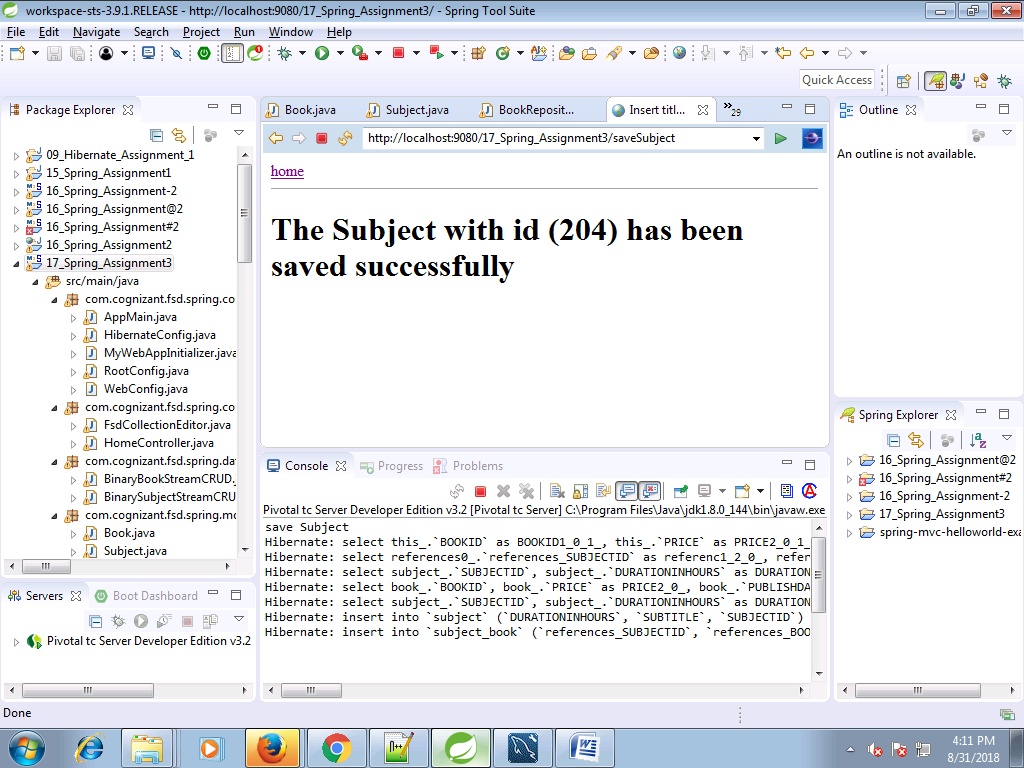 workspace-sts-3.9.1.RELEASE - http://localhost:9080/17_Spring_Assignment3/ - Spring Tool Suite
File Edit Navigate Search Project Run Window Help
Quick Access
Package Explorer
09_Hibernate_Assignment_1
15_Spring_Assignment1
16_Spring_Assignment-2
16_Spring_Assignment@2
16_Spring_Assignment#2
16_Spring_Assignment2
17_Spring_Assignment3
src/main/java
com.cognizant.fsd.spring.co
AppMain.java
HibernateConfig.java
MyWebAppInitializer.java
RootConfig.java
WebConfig.java
com.cognizant.fsd.spring.co
FsdCollectionEditor.java
HomeController.java
com.cognizant.fsd.spring.da
BinaryBookStreamCRUD.
BinarySubjectStreamCRU
com.cognizant.fsd.spring.mo
Book.java
Subject.java
Servers Boot Dashboard
Pivotal tc Server Developer Edition v3.2
Book.java Subject.java BookReposit... Insert titl... 29
http://localhost:9080/17_Spring_Assignment3/saveSubject
home
The Subject with id (204) has been
saved successfully
Console Progress Problems
Pivotal tc Server Developer Edition v3.2 [Pivotal tc Server] C:\Program Files\Java\jdk1.8.0_144\bin\javaw.exe
save Subject
Hibernate: select this_.`BOOKID` as BOOKID1_0_1_, this_.`PRICE` as PRICE2_0_1_
Hibernate: select references0_.`references_SUBJECTID` as referenc1_2_0_, refer
Hibernate: select subject_.`SUBJECTID`, subject_.`DURATIONINHOURS` as DURATION
Hibernate: select book_.`BOOKID`, book_.`PRICE` as PRICE2_0_, book_.`PUBLISHDA
Hibernate: select subject_.`SUBJECTID`, subject_.`DURATIONINHOURS` as DURATION
Hibernate: insert into `subject` (`DURATIONINHOURS`, `SUBTITLE`, `SUBJECTID`)
Hibernate: insert into `subject_book` (`references_SUBJECTID`, `references_BOO
Outline
An outline is not available.
Spring Explorer
16_Spring_Assignment@2
16_Spring_Assignment#2
16_Spring_Assignment-2
17_Spring_Assignment3
spring-mvc-helloworld-exa
Done
4:11 PM
8/31/2018